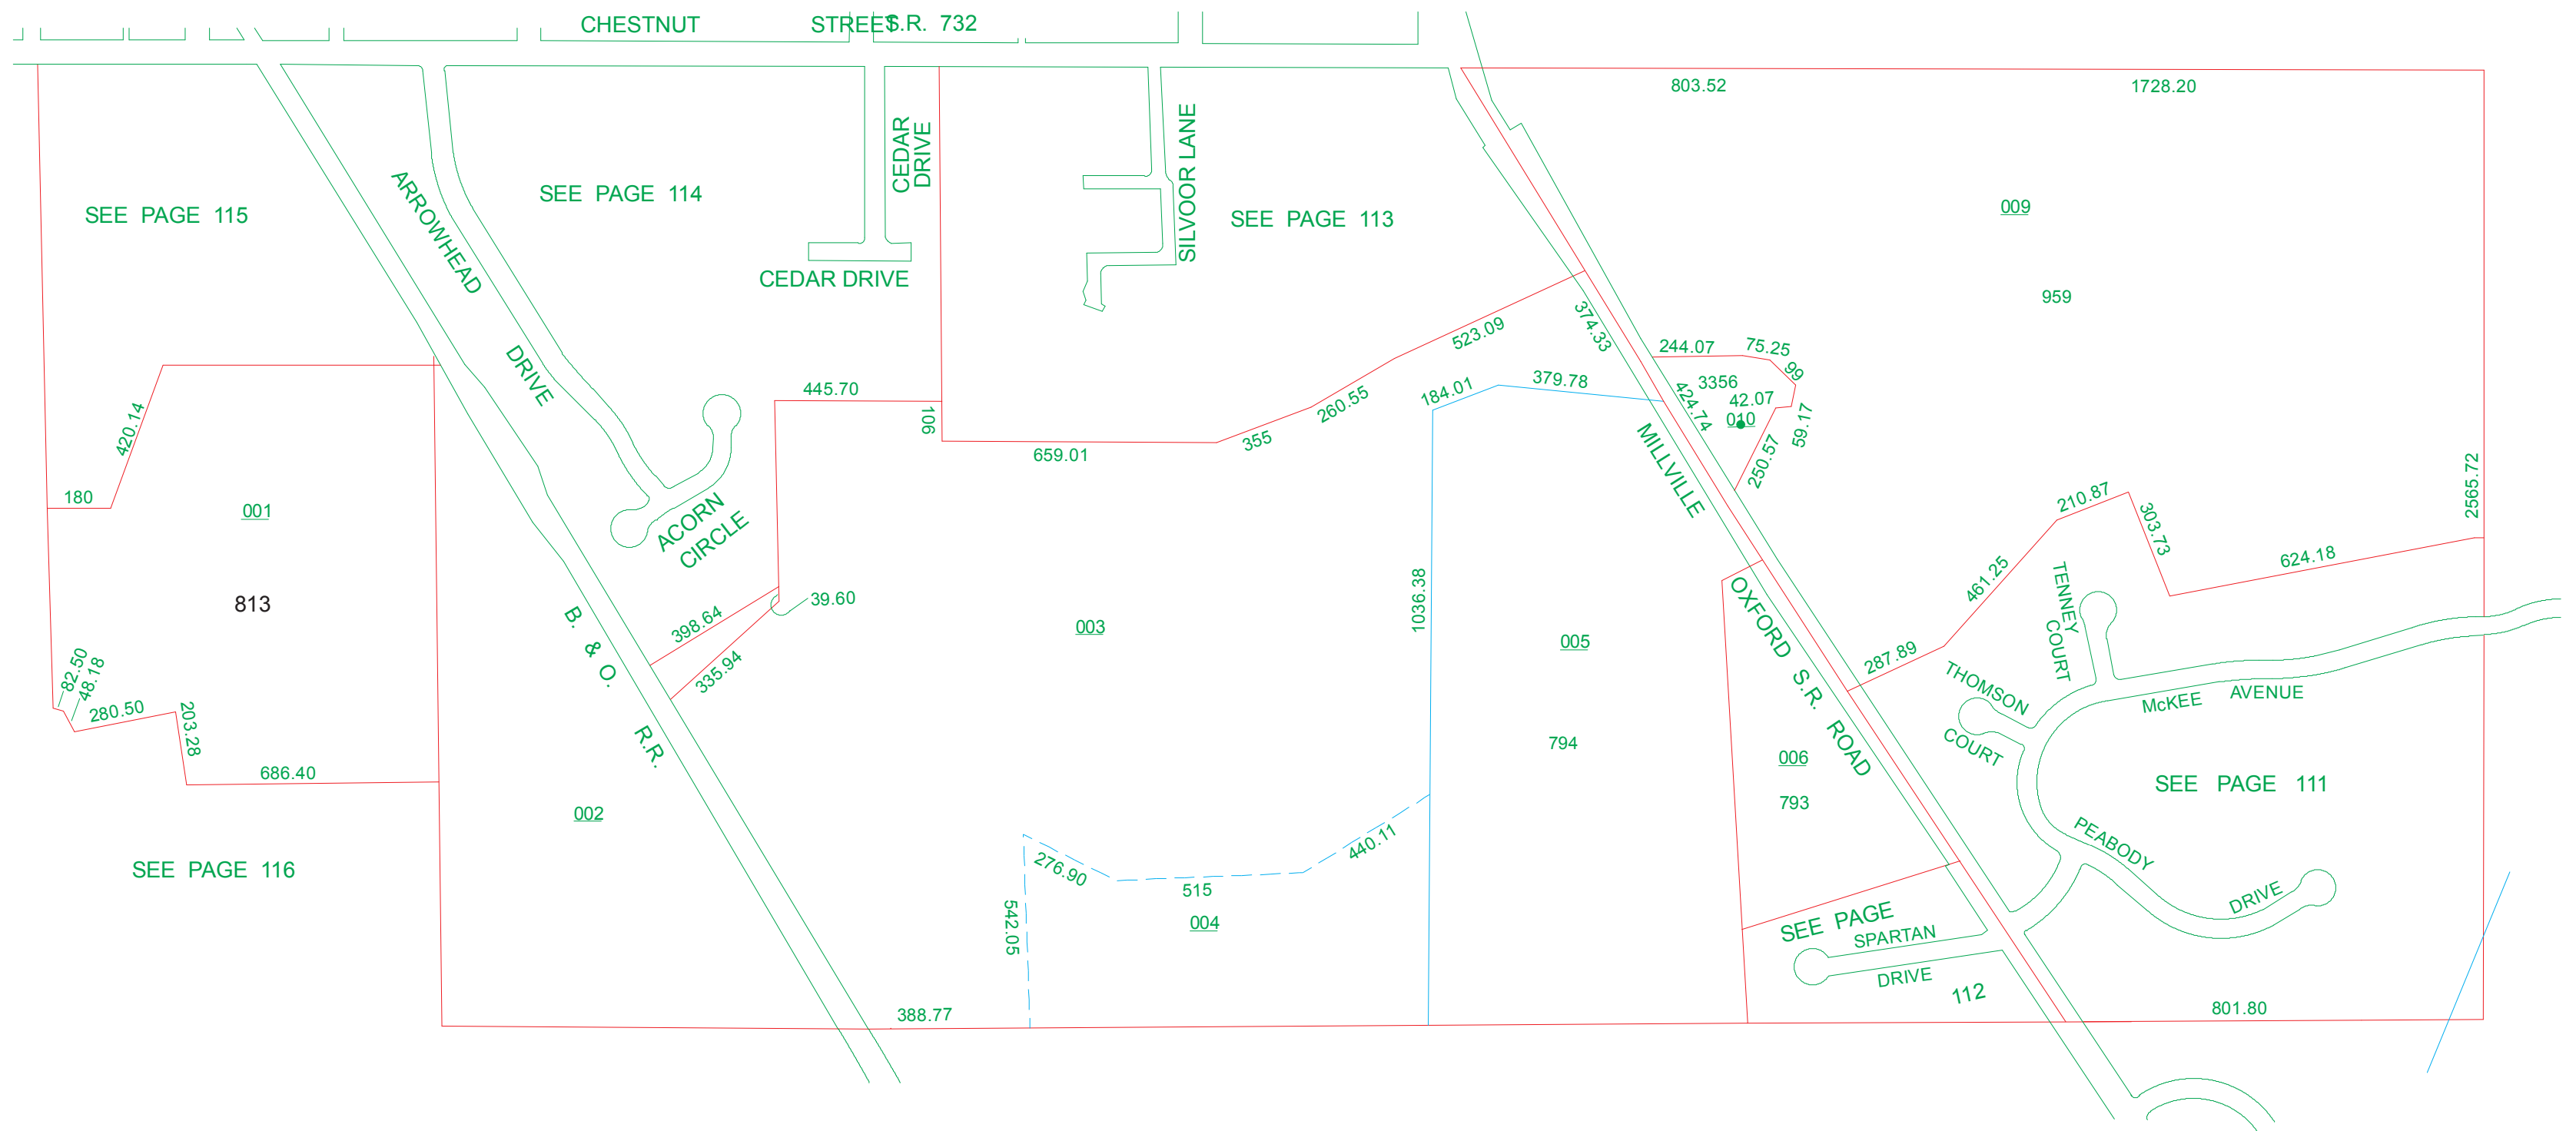 CHESTNUT STREET
S.R. 732
803.52
1728.20
SEE PAGE 115
ARROWHEAD
DRIVE
SEE PAGE 114
CEDAR
DRIVE
CEDAR DRIVE
SILVOOR LANE
SEE PAGE 113
009
959
420.14
180
001
813
82.50
48.18
280.50
203.28
686.40
SEE PAGE 116
ACORN
CIRCLE
445.70
106
659.01
355
260.55
523.09
374.33
184.01
379.78
244.07
75.25
99
3356
42.07
010
59.17
424.74
250.57
MILLVILLE
OXFORD S.R. ROAD
398.64
39.60
335.94
B. & O.
R.R.
002
003
1036.38
005
794
006
793
2565.72
210.87
303.73
461.25
624.18
287.89
TENNEY
COURT
THOMSON
COURT
McKEE AVENUE
SEE PAGE 111
PEABODY
DRIVE
276.90
515
440.11
542.05
004
388.77
SEE PAGE
SPARTAN
DRIVE
112
801.80